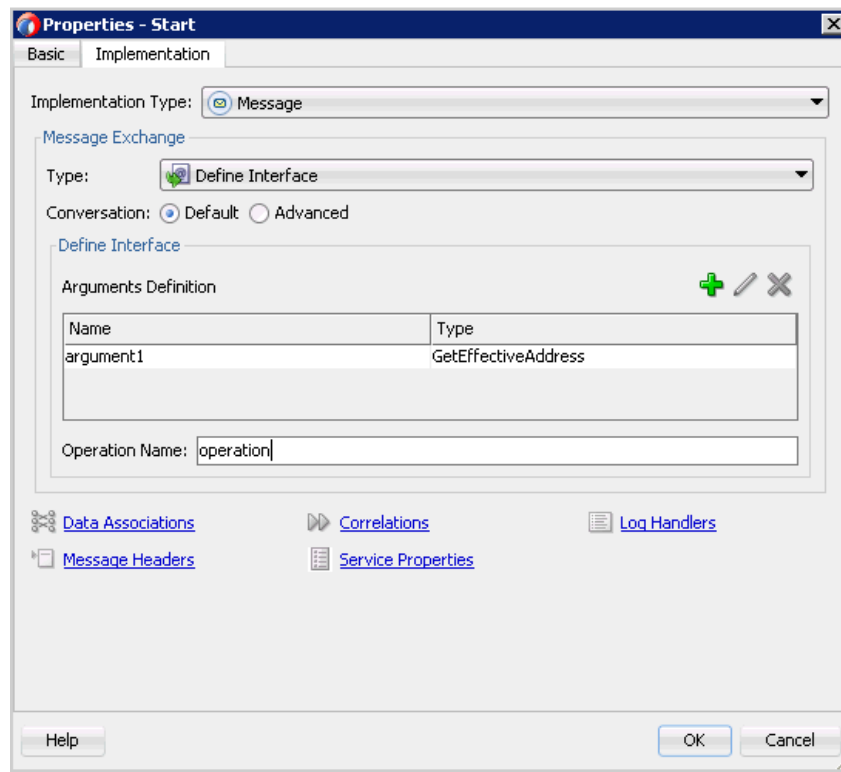 Properties - Start
Basic Implementation
Implementation Type: Message
Message Exchange
Type: Define Interface
Conversation: Default Advanced
Define Interface
Arguments Definition
Name Type
argument1 GetEffectiveAddress
Operation Name: operation
Data Associations Correlations Log Handlers
Message Headers Service Properties
Help OK Cancel